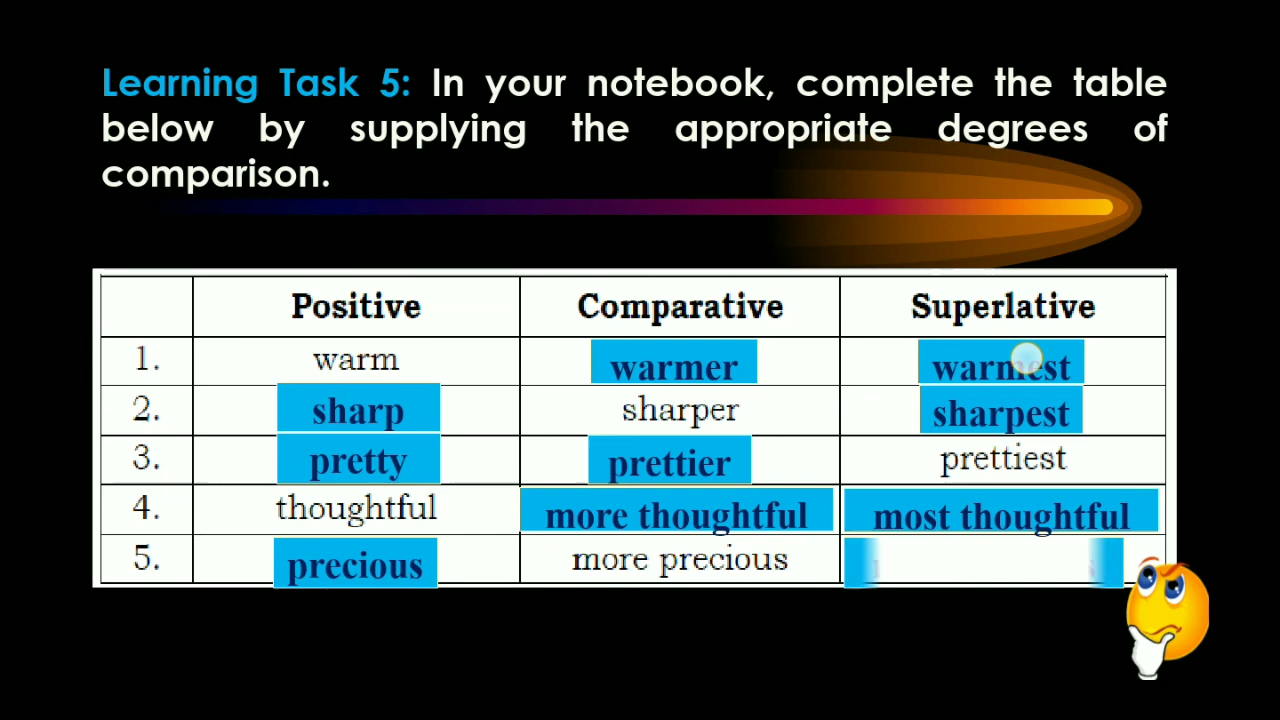 Learning Task 5: In your notebook, complete the table
below by supplying the appropriate degrees of
comparison.
Positive Comparative Superlative
1. warm warmer warmest
2. sharp sharper sharpest
3. pretty prettier prettiest
4. thoughtful more thoughtful most thoughtful
5. precious more precious